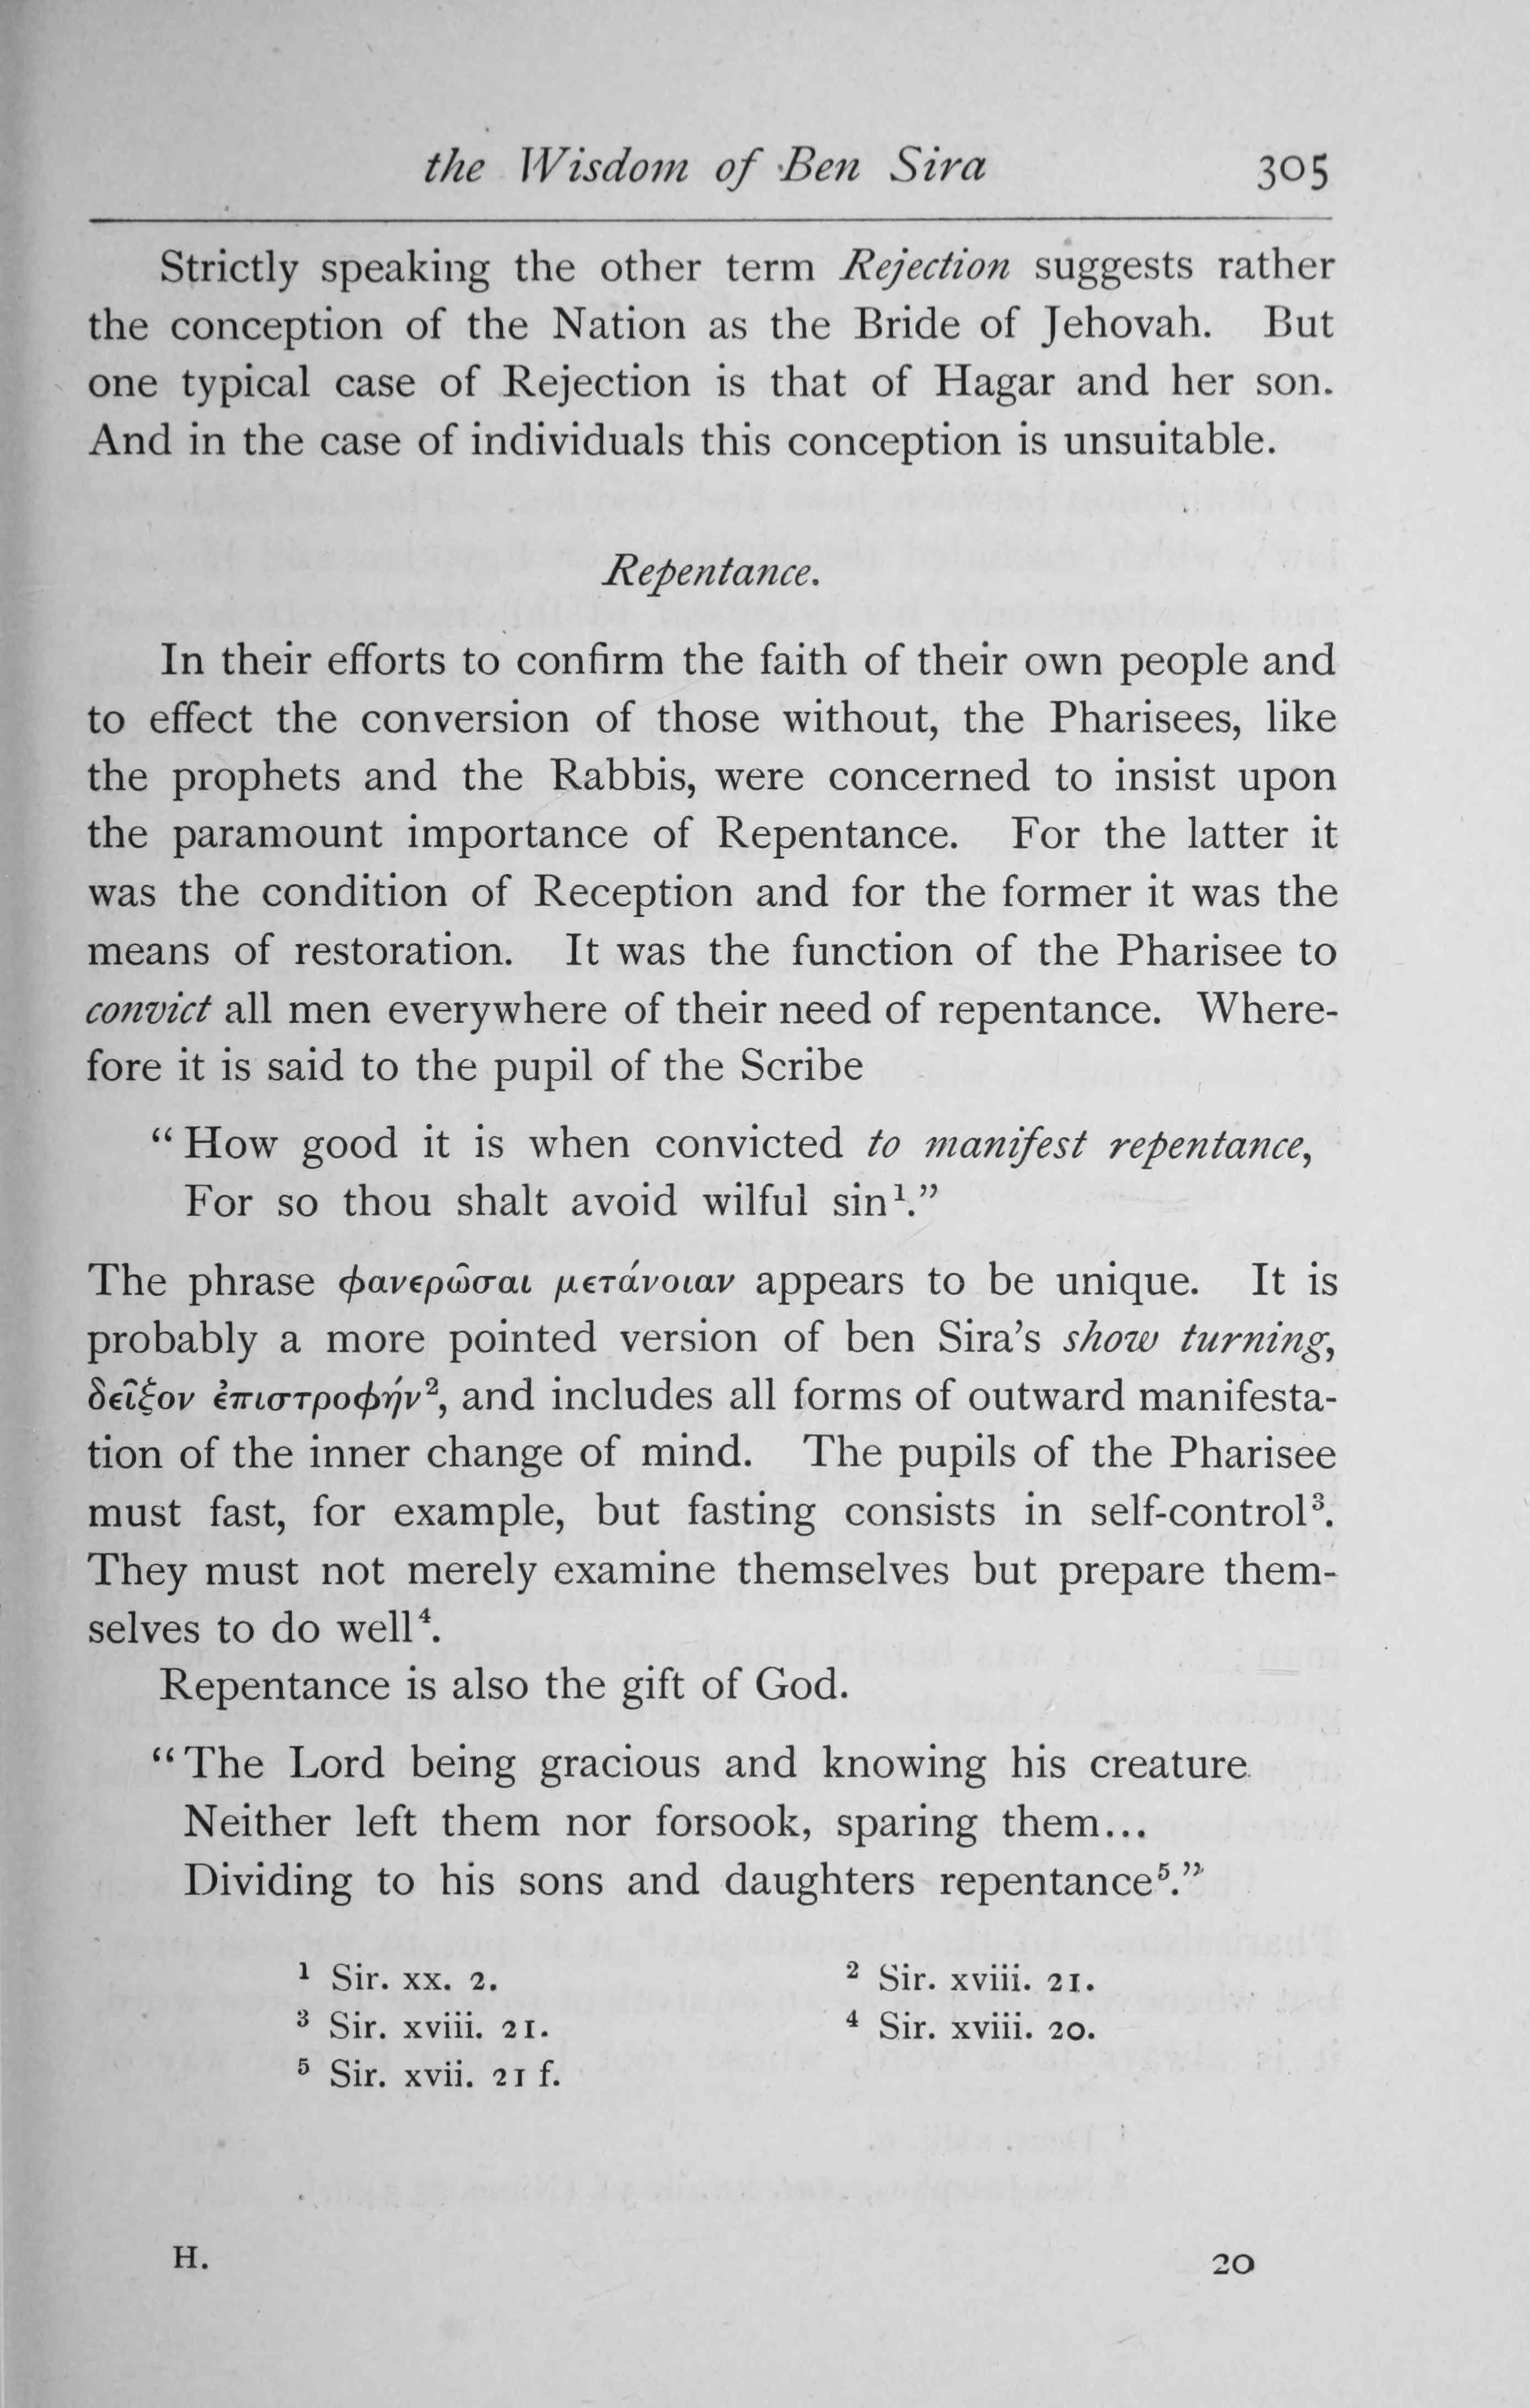 the Wisdom of Ben Sira 305
Strictly speaking the other term Rejection suggests rather
the conception of the Nation as the Bride of Jehovah. But
one typical case of Rejection is that of Hagar and her son.
And in the case of individuals this conception is unsuitable.
Repentance.
In their efforts to confirm the faith of their own people and
to effect the conversion of those without, the Pharisees, like
the prophets and the Rabbis, were concerned to insist upon
the paramount importance of Repentance. For the latter it
was the condition of Reception and for the former it was the
means of restoration. It was the function of the Pharisee to
convict all men everywhere of their need of repentance. Where-
fore it is said to the pupil of the Scribe
“How good it is when convicted to manifest repentance,
For so thou shalt avoid wilful sin¹.”
The phrase φανερῶσαι μετάνοιαν appears to be unique. It is
probably a more pointed version of ben Sira’s show turning,
δεῖξον ἐπιστροφήν², and includes all forms of outward manifesta-
tion of the inner change of mind. The pupils of the Pharisee
must fast, for example, but fasting consists in self-control³.
They must not merely examine themselves but prepare them-
selves to do well⁴.
Repentance is also the gift of God.
“The Lord being gracious and knowing his creature
Neither left them nor forsook, sparing them...
Dividing to his sons and daughters repentance⁵.”
¹ Sir. xx. 2. ² Sir. xviii. 21.
³ Sir. xviii. 21. ⁴ Sir. xviii. 20.
⁵ Sir. xvii. 21 f.
H. 20